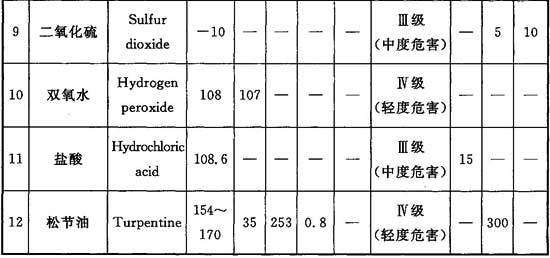 9 二氧化硫 Sulfur dioxide －10 — — — — Ⅲ级（中度危害） — 5 10
10 双氧水 Hydrogen peroxide 108 107 — — — Ⅳ级（轻度危害） — — —
11 盐酸 Hydrochloric acid 108.6 — — — — Ⅲ级（中度危害） 15 — —
12 松节油 Turpentine 154～170 35 253 0.8 — Ⅳ级（轻度危害） — 300 —